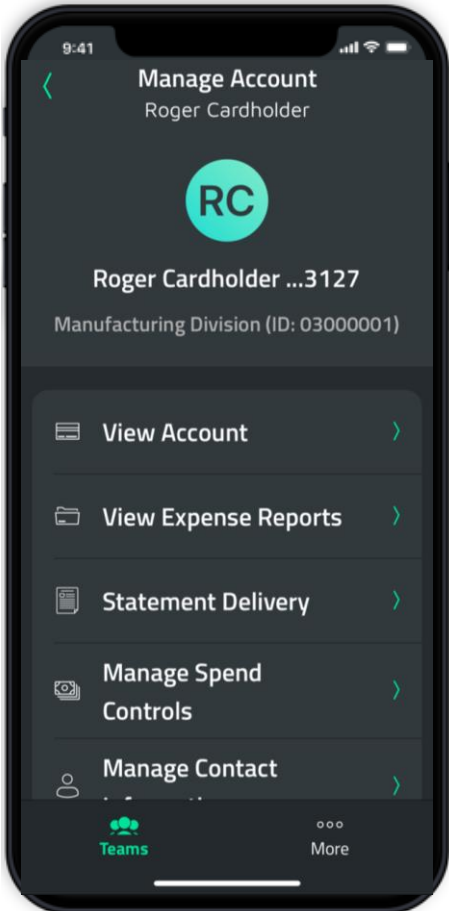 9:41
Manage Account
Roger Cardholder
RC
Roger Cardholder ...3127
Manufacturing Division (ID: 03000001)
View Account
View Expense Reports
Statement Delivery
Manage Spend
Controls
Manage Contact
Teams
More